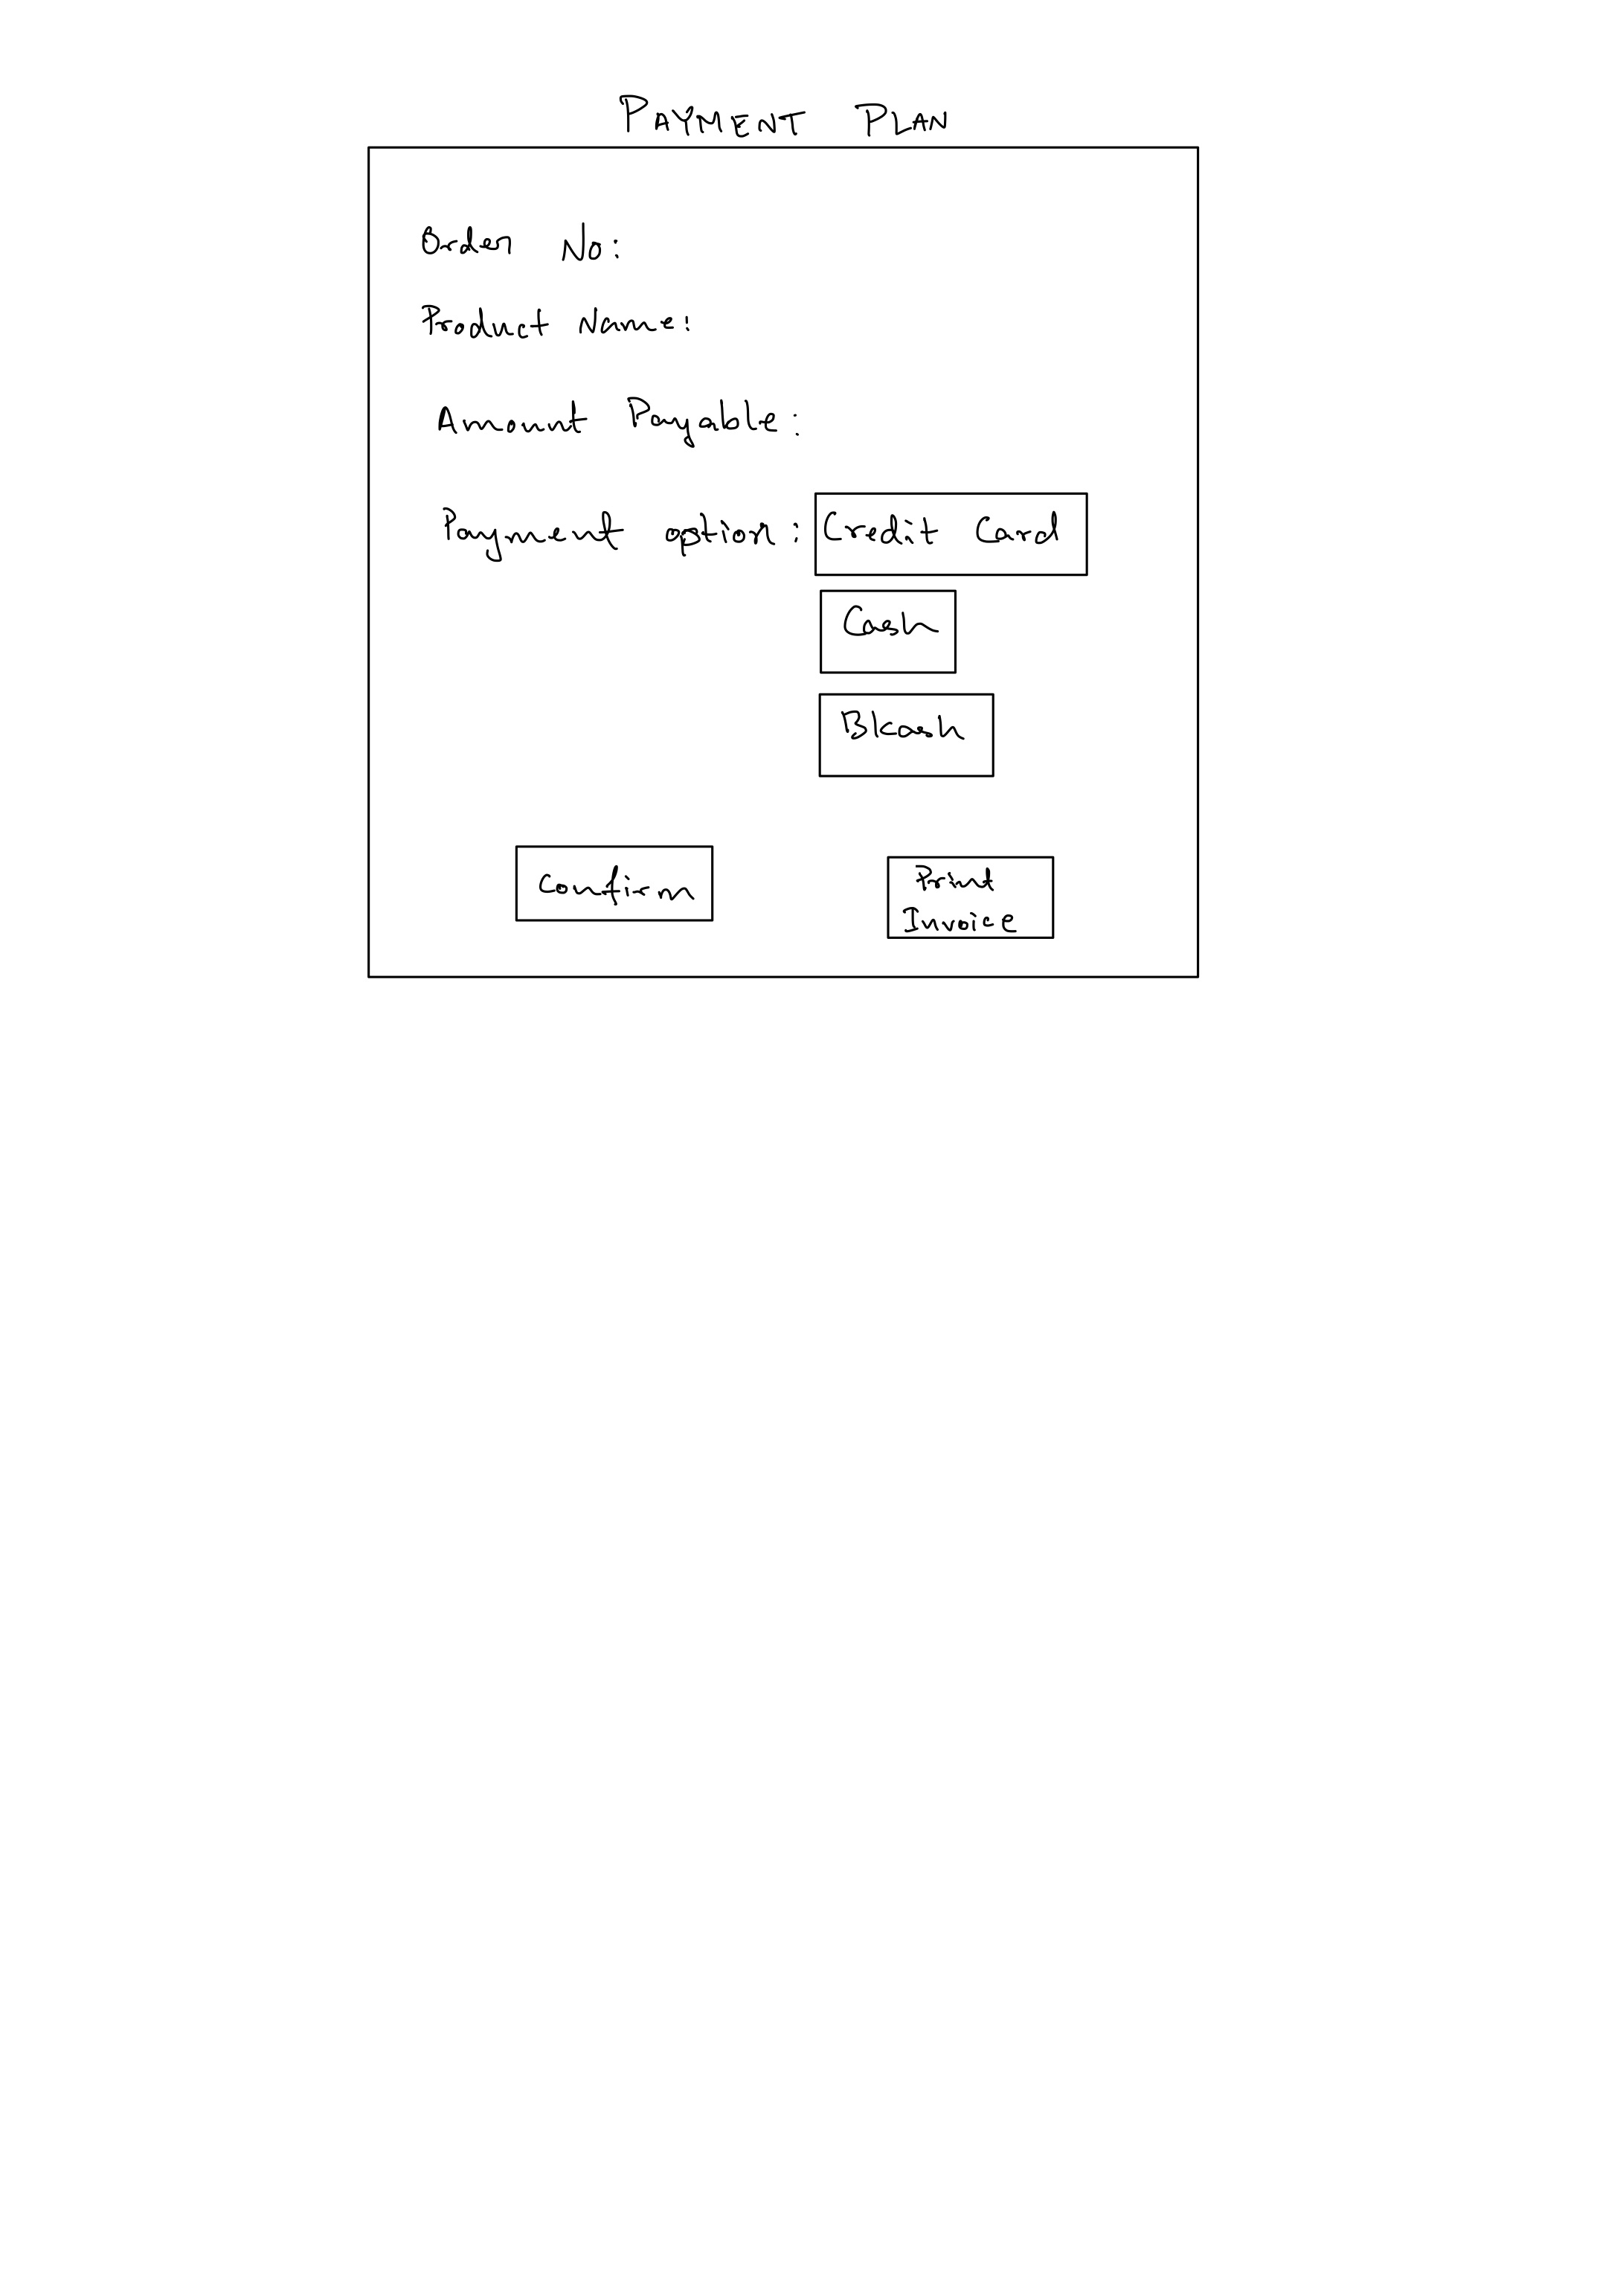 PAYMENT PLAN
Order No:
Product Name:
Amount Payable:
Payment option: Credit Card
Cash
Bkash
Confirm
Print
Invoice